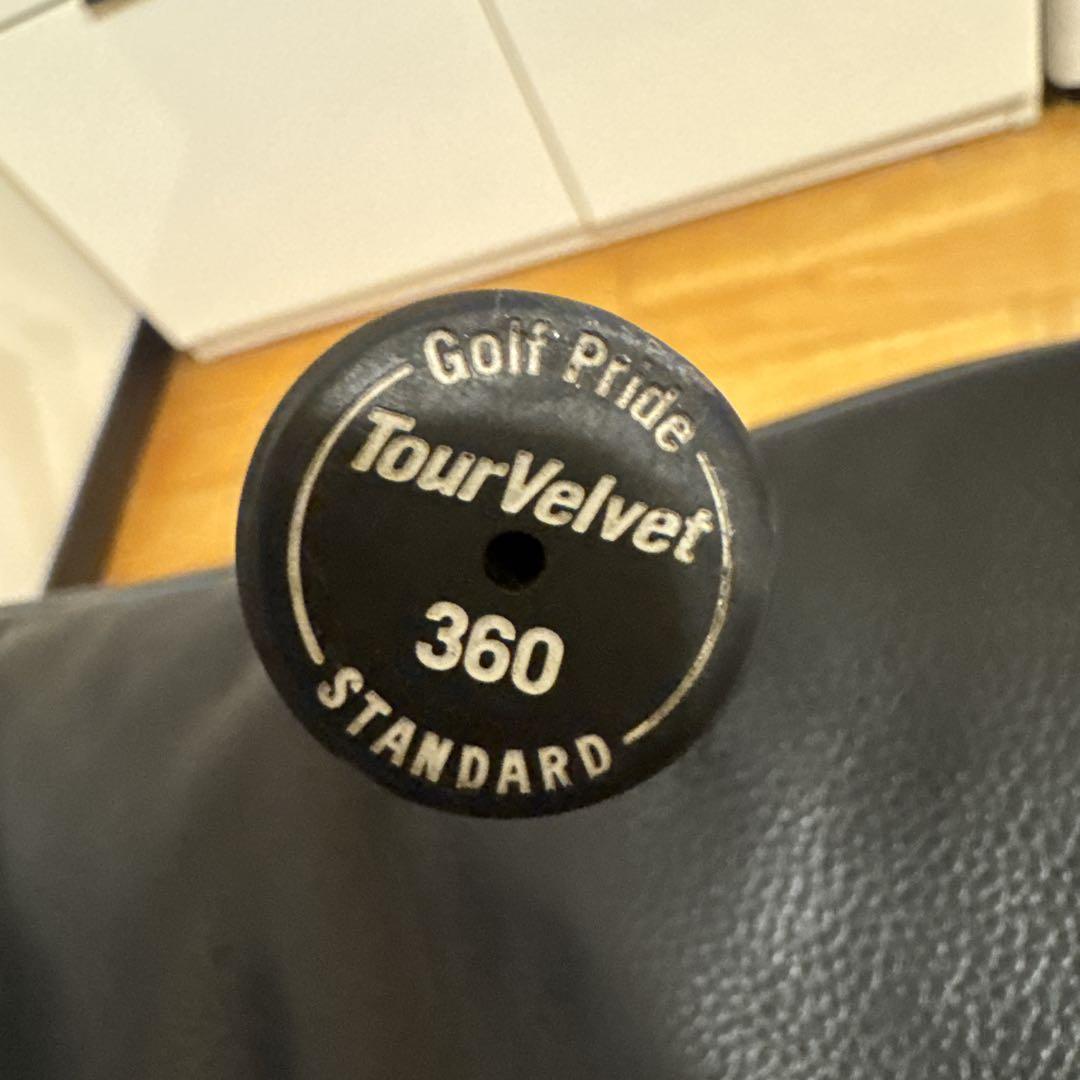 Golf Pride
TourVelvet
360
STANDARD